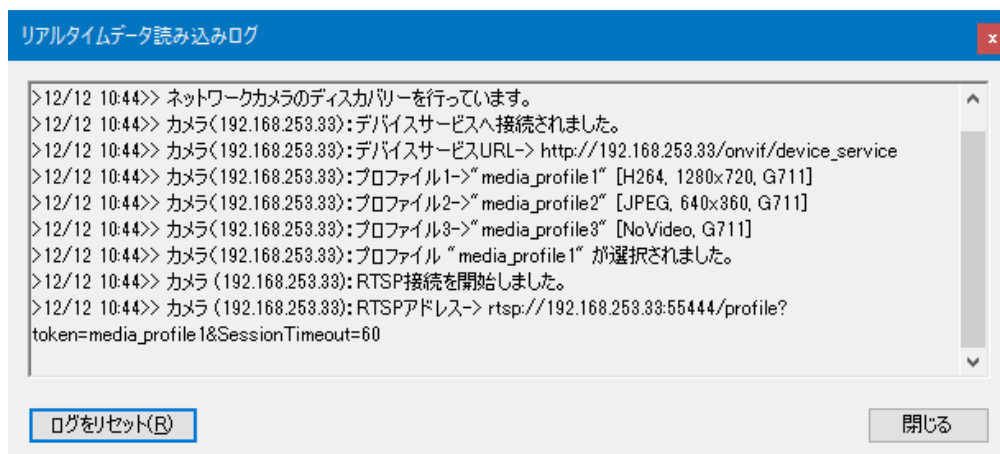 リアルタイムデータ読み込みログ
x
>12/12 10:44>> ネットワークカメラのディスカバリーを行っています。
>12/12 10:44>> カメラ(192.168.253.33):デバイスサービスへ接続されました。
>12/12 10:44>> カメラ(192.168.253.33):デバイスサービスURL-> http://192.168.253.33/onvif/device_service
>12/12 10:44>> カメラ(192.168.253.33):プロファイル1->"media_profile1" [H264, 1280x720, G711]
>12/12 10:44>> カメラ(192.168.253.33):プロファイル2->"media_profile2" [JPEG, 640x360, G711]
>12/12 10:44>> カメラ(192.168.253.33):プロファイル3->"media_profile3" [NoVideo, G711]
>12/12 10:44>> カメラ(192.168.253.33):プロファイル "media_profile1" が選択されました。
>12/12 10:44>> カメラ (192.168.253.33): RTSP接続を開始しました。
>12/12 10:44>> カメラ (192.168.253.33): RTSPアドレス-> rtsp://192.168.253.33:55444/profile?
token=media_profile1&SessionTimeout=60
ログをリセット(R)
閉じる